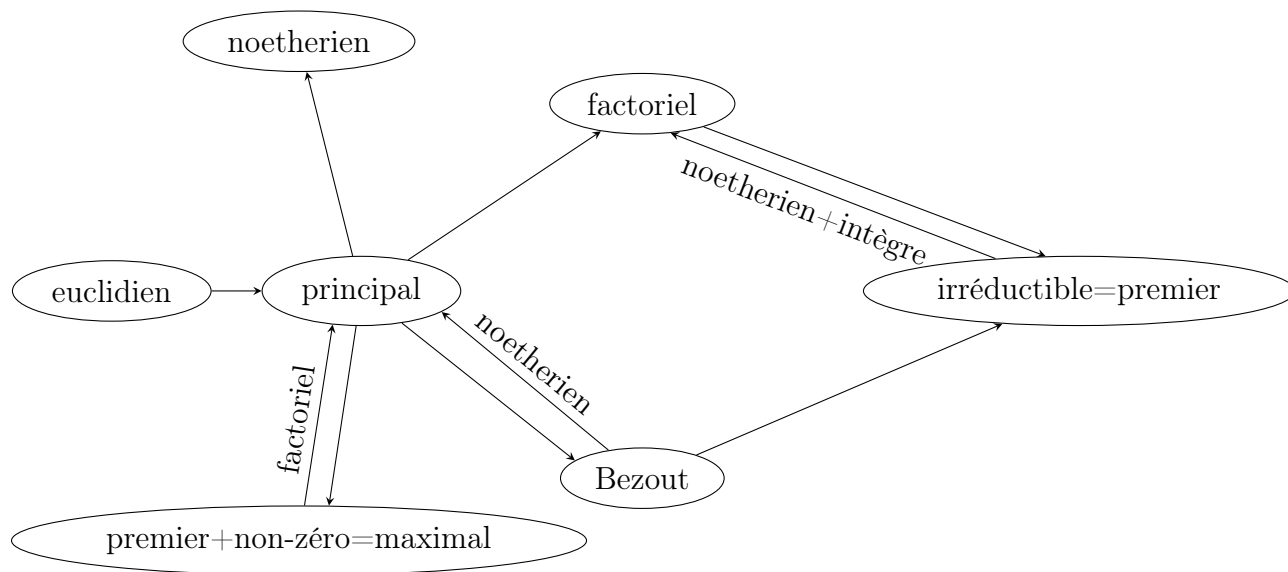 noetherien
factoriel
noetherien+intègre
euclidien
principal
irréductible=premier
noetherien
factoriel
Bezout
premier+non-zéro=maximal